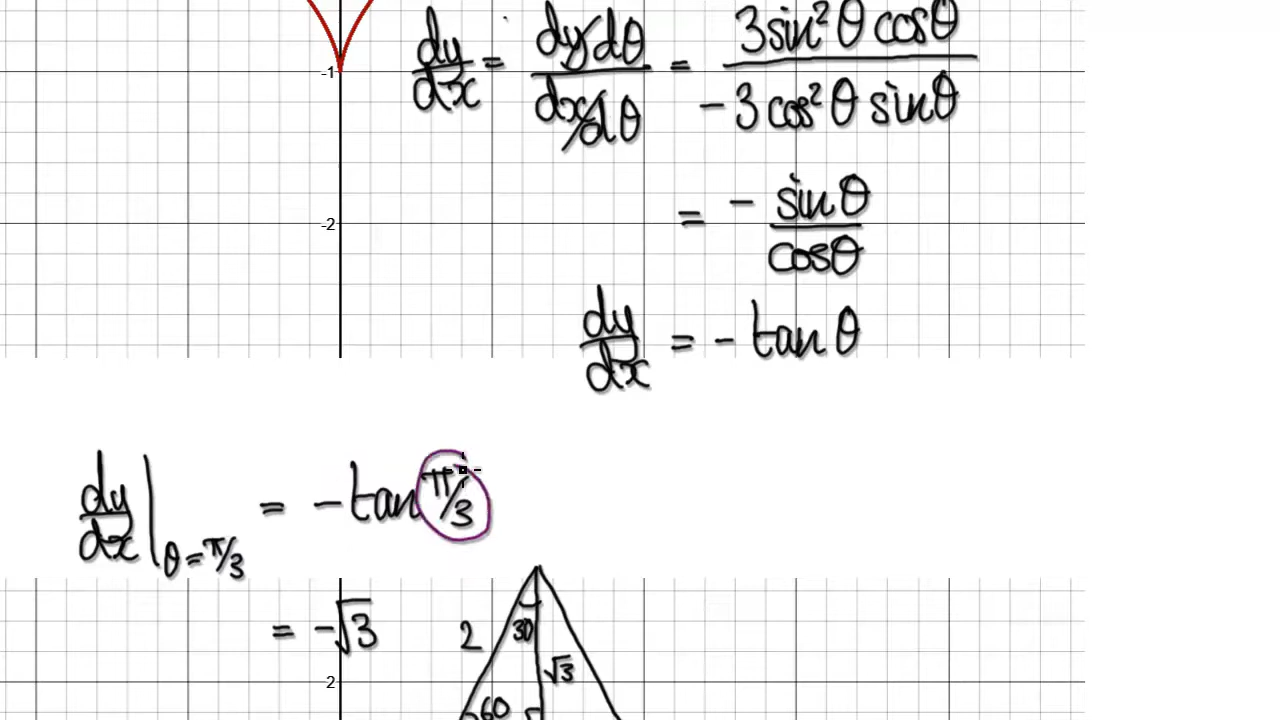 -1
dy/dx = dy/dθ / dx/dθ = 3sin²θ cosθ / -3cos²θ sinθ
-2
= - sinθ / cosθ
dy/dx = -tanθ
dy/dx |θ=π/3 = -tan π/3
= -√3
2 30 √3
2
60